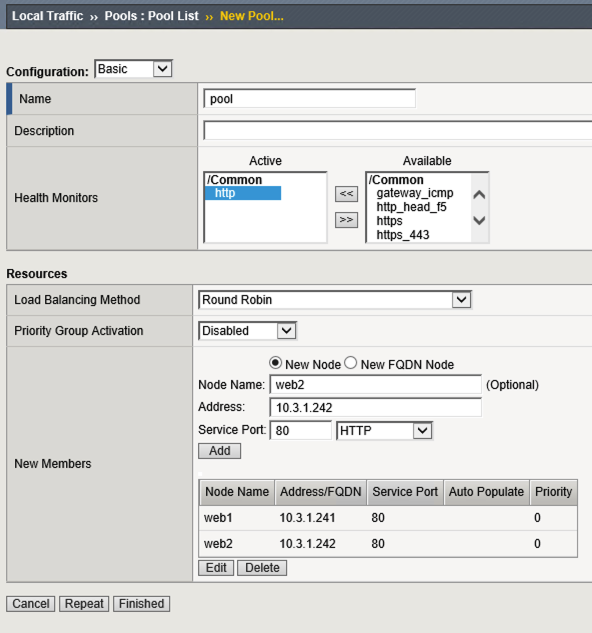 Local Traffic ›› Pools : Pool List ›› New Pool...
Configuration: Basic
Name pool
Description
Health Monitors
Active Available
/Common /Common
http << gateway_icmp
http_head_f5
>> https
https_443
Resources
Load Balancing Method Round Robin
Priority Group Activation Disabled
New Members
New Node New FQDN Node
Node Name: web2 (Optional)
Address: 10.3.1.242
Service Port: 80 HTTP
Add
Node Name Address/FQDN Service Port Auto Populate Priority
web1 10.3.1.241 80 0
web2 10.3.1.242 80 0
Edit Delete
Cancel Repeat Finished